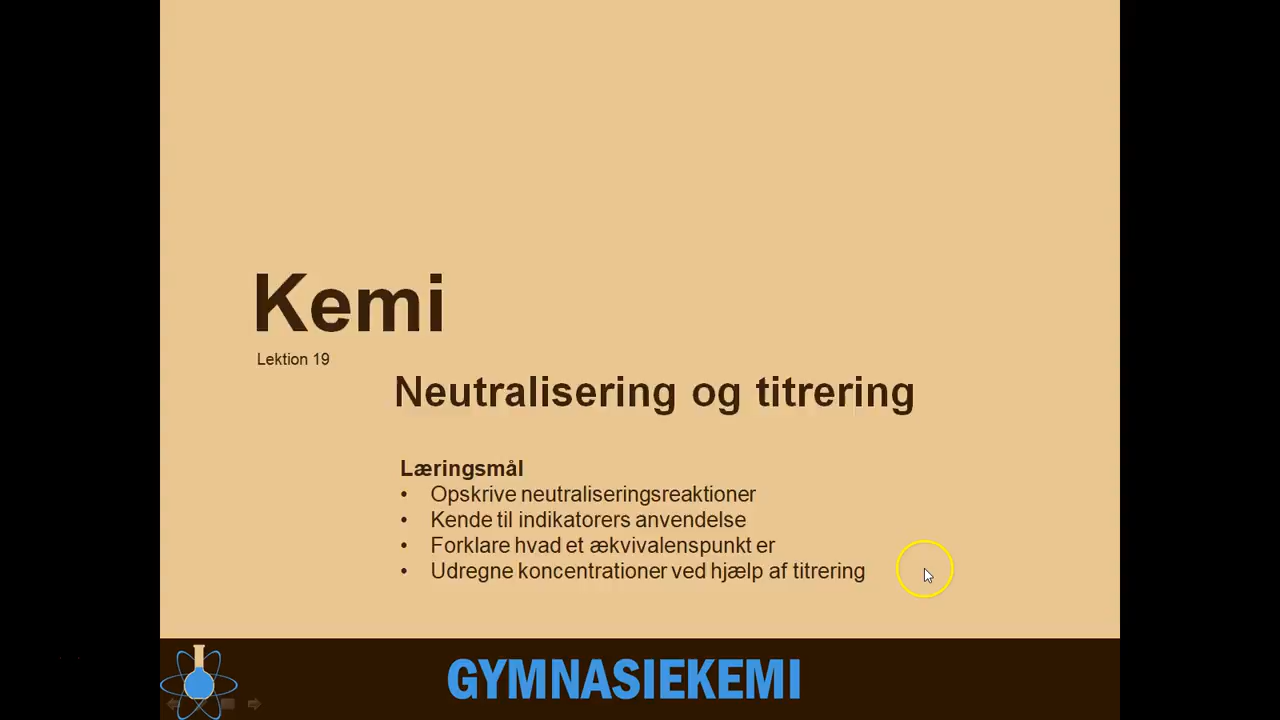 Kemi
Lektion 19
Neutralisering og titrering
Læringsmål
• Opskrive neutraliseringsreaktioner
• Kende til indikatorers anvendelse
• Forklare hvad et ækvivalenspunkt er
• Udregne koncentrationer ved hjælp af titrering
GYMNASIEKEMI